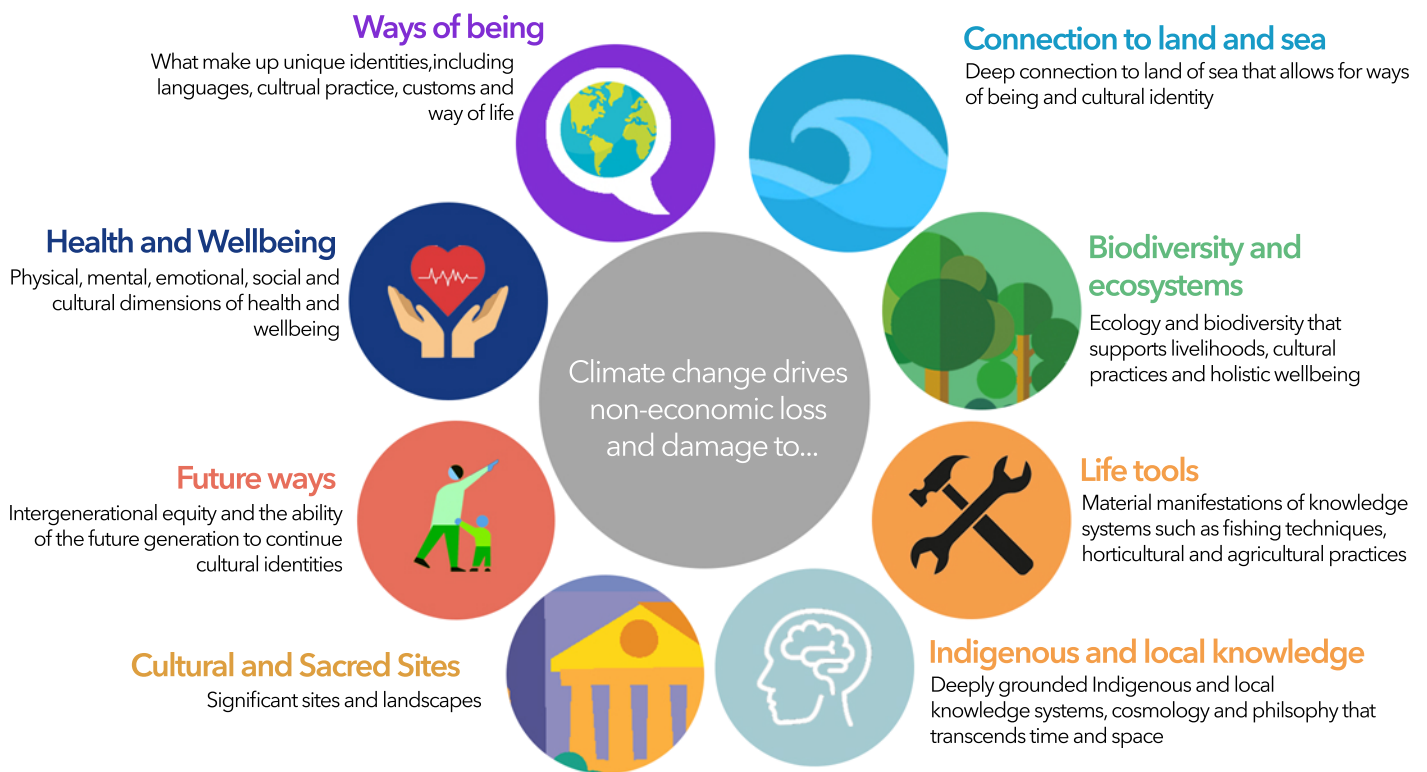 Ways of being
What make up unique identities,including
languages, cultrual practice, customs and
way of life
Connection to land and sea
Deep connection to land of sea that allows for ways
of being and cultural identity
Health and Wellbeing
Physical, mental, emotional, social and
cultural dimensions of health and
wellbeing
Biodiversity and
ecosystems
Ecology and biodiversity that
supports livelihoods, cultural
practices and holistic wellbeing
Climate change drives
non-economic loss
and damage to...
Future ways
Intergenerational equity and the ability
of the future generation to continue
cultural identities
Life tools
Material manifestations of knowledge
systems such as fishing techniques,
horticultural and agricultural practices
Cultural and Sacred Sites
Significant sites and landscapes
Indigenous and local knowledge
Deeply grounded Indigenous and local
knowledge systems, cosmology and philsophy that
transcends time and space